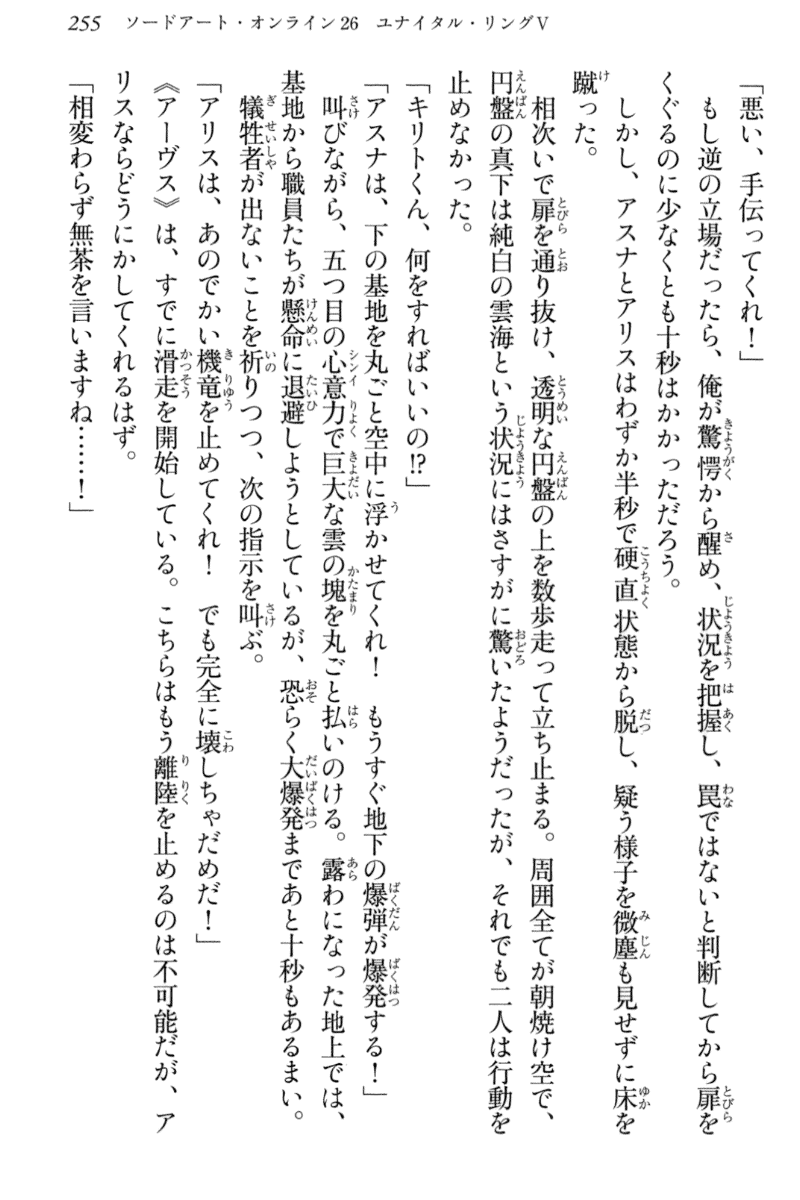 255　ソードアート・オンライン26　ユナイタル・リングⅤ
「悪い、手伝ってくれ！」
　もし逆の立場だったら、俺が驚愕から醒め、状況を把握し、罠ではないと判断してから扉を
くぐるのに少なくとも十秒はかかっただろう。
　しかし、アスナとアリスはわずか半秒で硬直状態から脱し、疑う様子を微塵も見せずに床を
蹴った。
　相次いで扉を通り抜け、透明な円盤の上を数歩走って立ち止まる。周囲全てが朝焼け空で、
円盤の真下は純白の雲海という状況にはさすがに驚いたようだったが、それでも二人は行動を
止めなかった。
「キリトくん、何をすればいいの!?」
「アスナは、下の基地を丸ごと空中に浮かせてくれ！　もうすぐ地下の爆弾が爆発する！」
　叫びながら、五つ目の心意力で巨大な雲の塊を丸ごと払いのける。露わになった地上では、
基地から職員たちが懸命に退避しようとしているが、恐らく大爆発まであと十秒もあるまい。
　犠牲者が出ないことを祈りつつ、次の指示を叫ぶ。
「アリスは、あのでかい機竜を止めてくれ！　でも完全に壊しちゃだめだ！」
《アーヴス》は、すでに滑走を開始している。こちらはもう離陸を止めるのは不可能だが、ア
リスならどうにかしてくれるはず。
「相変わらず無茶を言いますね……！」